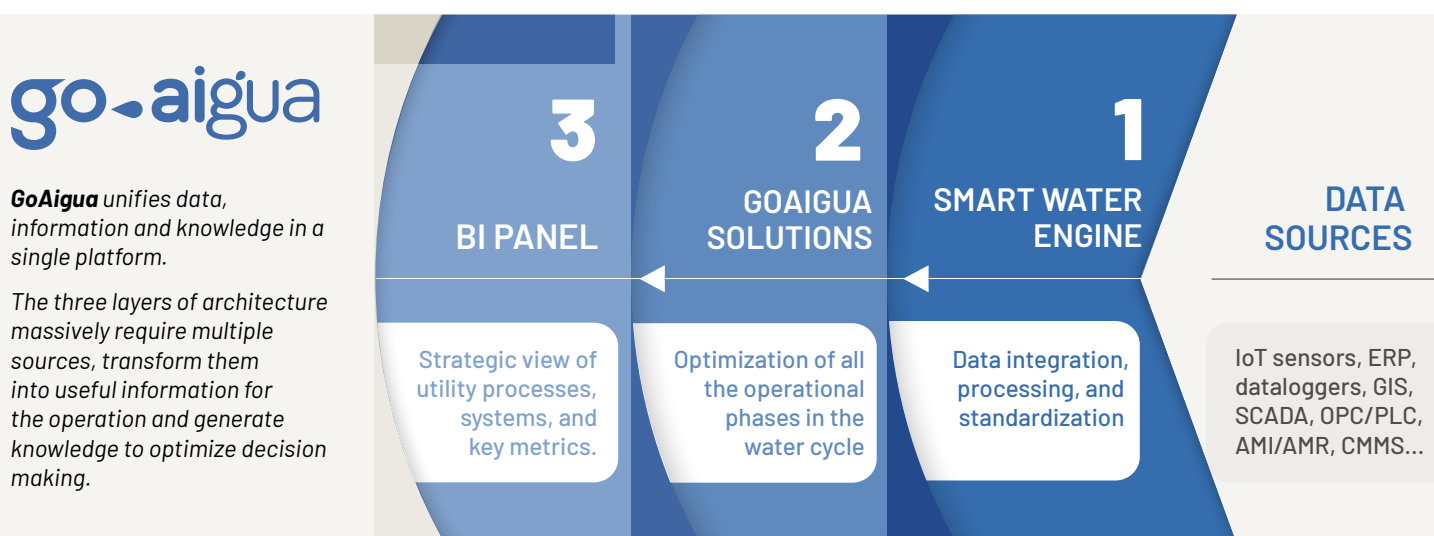 go aigua
GoAigua unifies data,
information and knowledge in a
single platform.
The three layers of architecture
massively require multiple
sources, transform them
into useful information for
the operation and generate
knowledge to optimize decision
making.
3
BI PANEL
Strategic view of
utility processes,
systems, and
key metrics.
2
GOAIGUA
SOLUTIONS
Optimization of all
the operational
phases in the
water cycle
1
SMART WATER
ENGINE
Data integration,
processing, and
standardization
DATA
SOURCES
IoT sensors, ERP,
dataloggers, GIS,
SCADA, OPC/PLC,
AMI/AMR, CMMS...